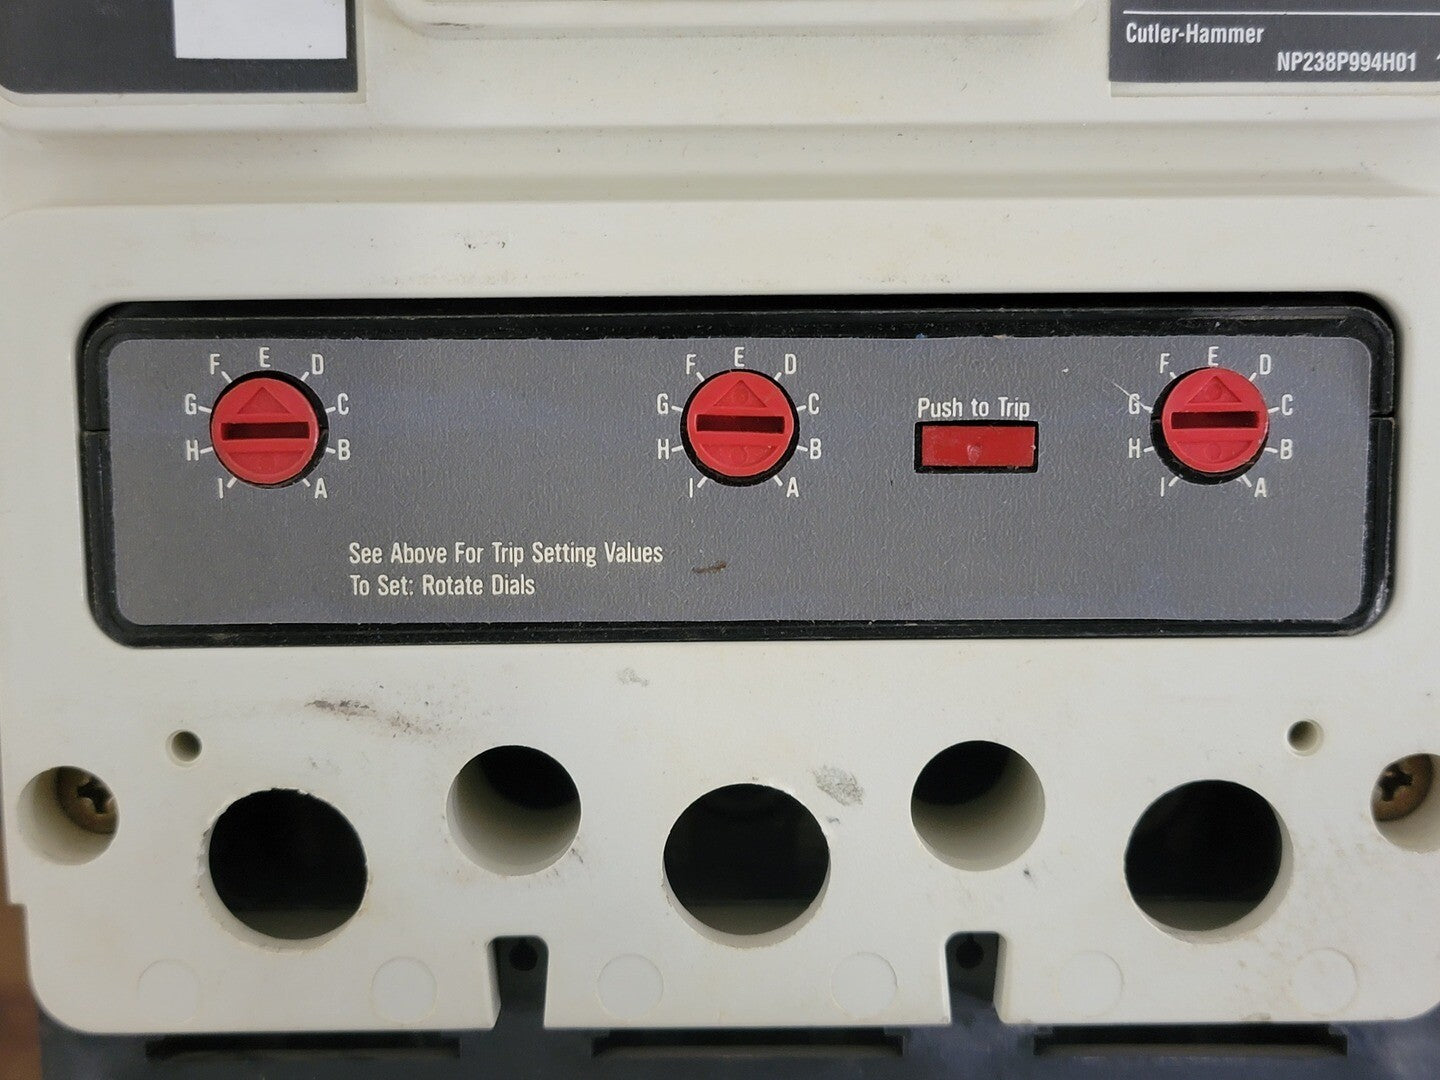 Cutler-Hammer
NP238P994H01
F E D
G C
H B
I A
F E D
G C
H B
I A
Push to Trip
F E D
G C
H B
I A
See Above For Trip Setting Values
To Set: Rotate Dials